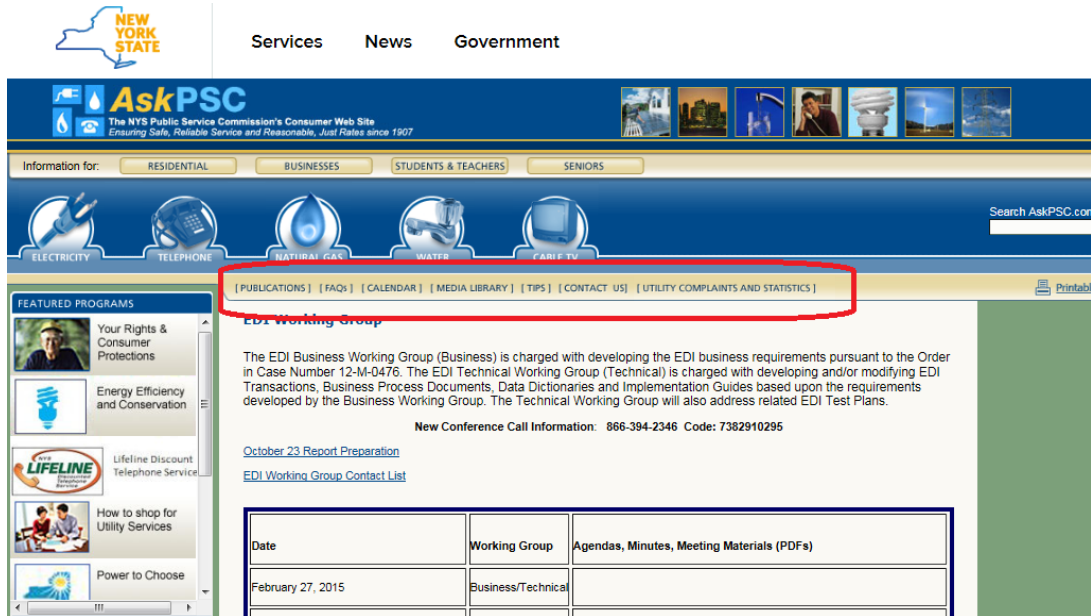 NEW
YORK
STATE
Services News Government
AskPSC
The NYS Public Service Commission's Consumer Web Site
Ensuring Safe, Reliable Service and Reasonable, Just Rates since 1907
Information for: RESIDENTIAL BUSINESSES STUDENTS & TEACHERS SENIORS
Search AskPSC.com
ELECTRICITY TELEPHONE NATURAL GAS WATER CABLE TV
[ PUBLICATIONS ] [ FAQs ] [ CALENDAR ] [ MEDIA LIBRARY ] [ TIPS ] [ CONTACT US] [ UTILITY COMPLAINTS AND STATISTICS ]
Printabl
FEATURED PROGRAMS
Your Rights &
Consumer
Protections
Energy Efficiency
and Conservation
NYS
LIFELINE
Discounted
Telephone
Service
Lifeline Discount
Telephone Service
How to shop for
Utility Services
Power to Choose
EDI Working Group
The EDI Business Working Group (Business) is charged with developing the EDI business requirements pursuant to the Order
in Case Number 12-M-0476. The EDI Technical Working Group (Technical) is charged with developing and/or modifying EDI
Transactions, Business Process Documents, Data Dictionaries and Implementation Guides based upon the requirements
developed by the Business Working Group. The Technical Working Group will also address related EDI Test Plans.
New Conference Call Information: 866-394-2346 Code: 7382910295
October 23 Report Preparation
EDI Working Group Contact List
Date Working Group Agendas, Minutes, Meeting Materials (PDFs)
February 27, 2015 Business/Technical